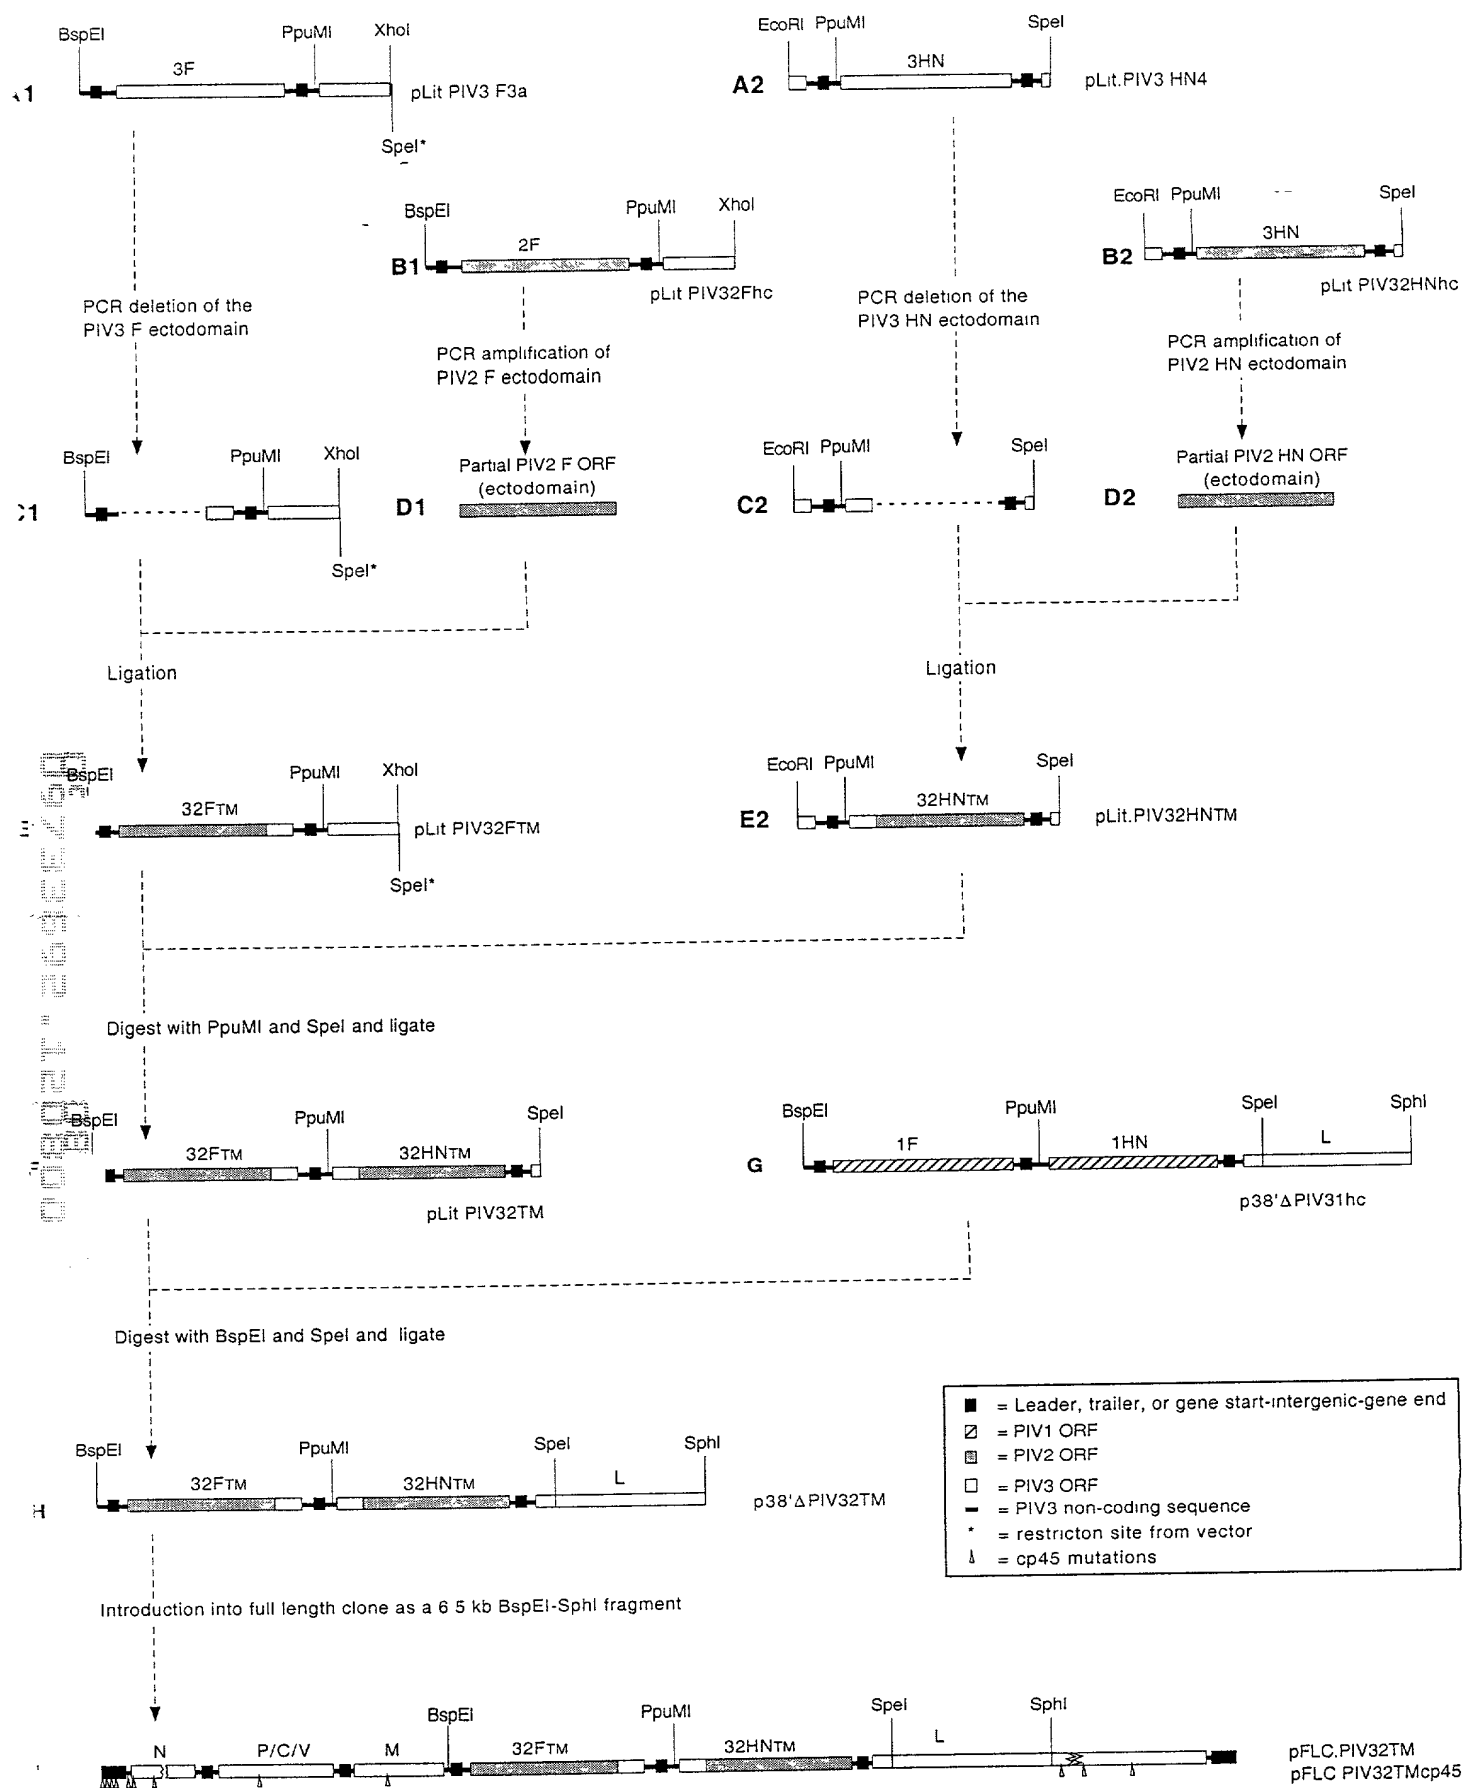 BspEI PpuMI XhoI
3F
1 pLit PIV3 F3a
SpeI*
EcoRI PpuMI SpeI
3HN
A2 pLit.PIV3 HN4
BspEI PpuMI XhoI
2F
B1
pLit PIV32Fhc
EcoRI PpuMI SpeI
3HN
B2
pLit PIV32HNhc
PCR deletion of the
PIV3 F ectodomain
PCR amplification of
PIV2 F ectodomain
PCR deletion of the
PIV3 HN ectodomain
PCR amplification of
PIV2 HN ectodomain
BspEI PpuMI XhoI
1
SpeI*
Partial PIV2 F ORF
(ectodomain)
D1
EcoRI PpuMI SpeI
C2
Partial PIV2 HN ORF
(ectodomain)
D2
Ligation
Ligation
BspEI PpuMI XhoI
32FTM
pLit PIV32FTM
SpeI*
EcoRI PpuMI SpeI
32HNTM
E2 pLit.PIV32HNTM
Digest with PpuMI and SpeI and ligate
BspEI PpuMI SpeI
32FTM 32HNTM
pLit PIV32TM
BspEI PpuMI SpeI SphI
1F 1HN L
G
p38'ΔPIV31hc
Digest with BspEI and SpeI and ligate
BspEI PpuMI SpeI SphI
32FTM 32HNTM L
H p38'ΔPIV32TM
= Leader, trailer, or gene start-intergenic-gene end
= PIV1 ORF
= PIV2 ORF
= PIV3 ORF
= PIV3 non-coding sequence
* = restricton site from vector
= cp45 mutations
Introduction into full length clone as a 6 5 kb BspEI-SphI fragment
BspEI PpuMI SpeI SphI
N P/C/V M 32FTM 32HNTM L
pFLC.PIV32TM
pFLC PIV32TMcp45